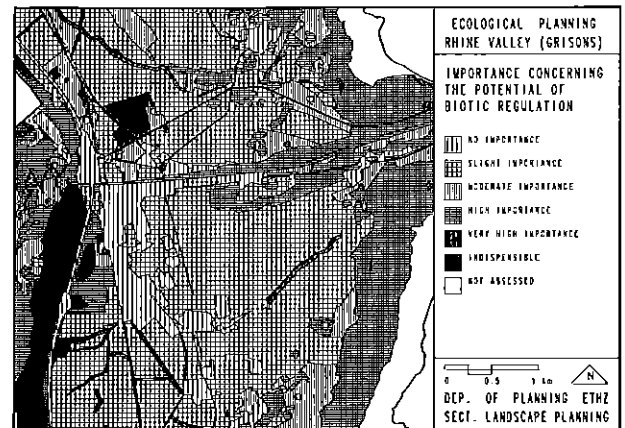 ECOLOGICAL PLANNING
RHINE VALLEY (GRISONS)
IMPORTANCE CONCERNING
THE POTENTIAL OF
BIOTIC REGULATION
NO IMPORTANCE
SLIGHT IMPORTANCE
MODERATE IMPORTANCE
HIGH IMPORTANCE
VERY HIGH IMPORTANCE
INDISPENSIBLE
NOT ASSESSED
0 0.5 1 km
N
DEP. OF PLANNING ETHZ
SECT. LANDSCAPE PLANNING